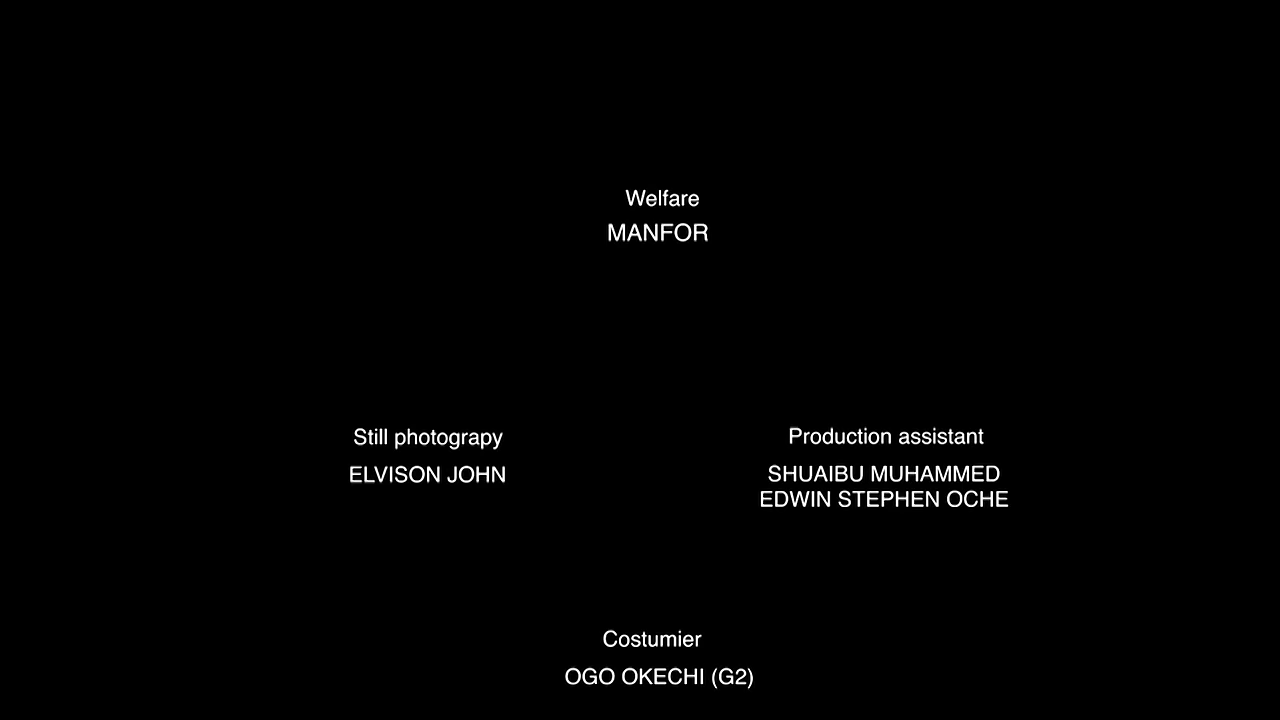 Welfare
MANFOR
Still photograpy
ELVISON JOHN
Production assistant
SHUAIBU MUHAMMED
EDWIN STEPHEN OCHE
Costumier
OGO OKECHI (G2)